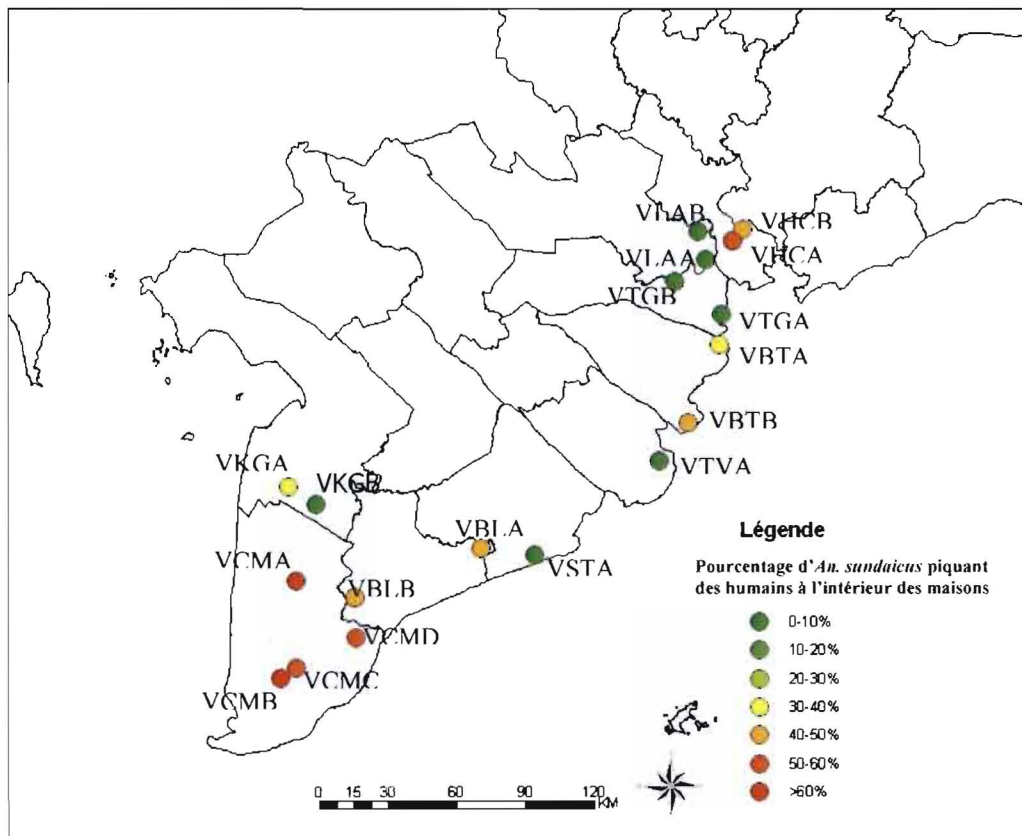 VLAB
VHCB
VHCA
VLAA
VTGB
VTGA
VBTA
VBTB
VTVA
VKGA
VKGB
VBLA
VSTA
VCMA
VBLB
VCMD
VCMC
VCMB
Légende
Pourcentage d'An. sundaicus piquant
des humains à l'intérieur des maisons
0-10%
10-20%
20-30%
30-40%
40-50%
50-60%
>60%
0 15 30 60 90 120
KM